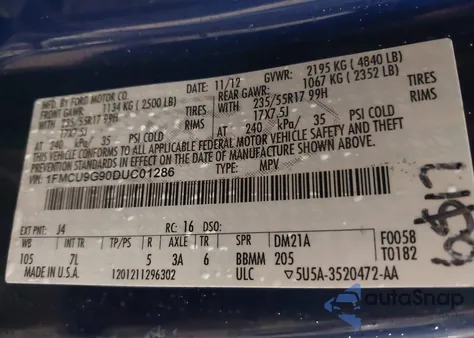 MFD. BY FORD MOTOR CO. 11/12 GVWR: 2195 KG ( 4840 LB)
FRONT GAWR: 1134 KG ( 2500 LB) REAR GAWR: 1067 KG ( 2352 LB)
WITH 235/55R17 99H TIRES WITH 235/55R17 99H TIRES
17X7.5J 17X7.5J
AT 240 kPa/ 35 PSI COLD AT 240 kPa/ 35 PSI COLD
THIS VEHICLE CONFORMS TO ALL APPLICABLE FEDERAL MOTOR VEHICLE SAFETY AND THEFT
PREVENTION STANDARDS IN EFFECT ON THE DATE OF MANUFACTURE SHOWN ABOVE.
VIN: 1FMCU9G90DUC01286 TYPE: MPV
EXT PNT: J4 RC: 16 DSO:
WB 7L TP/PS R AXLE TR SPR DM21A F0058
105 7L 5 3A 6 BBMM 205 T0182
MADE IN U.S.A. 1201211296302 ULC 5U5A-3520472-AA
autoSnap